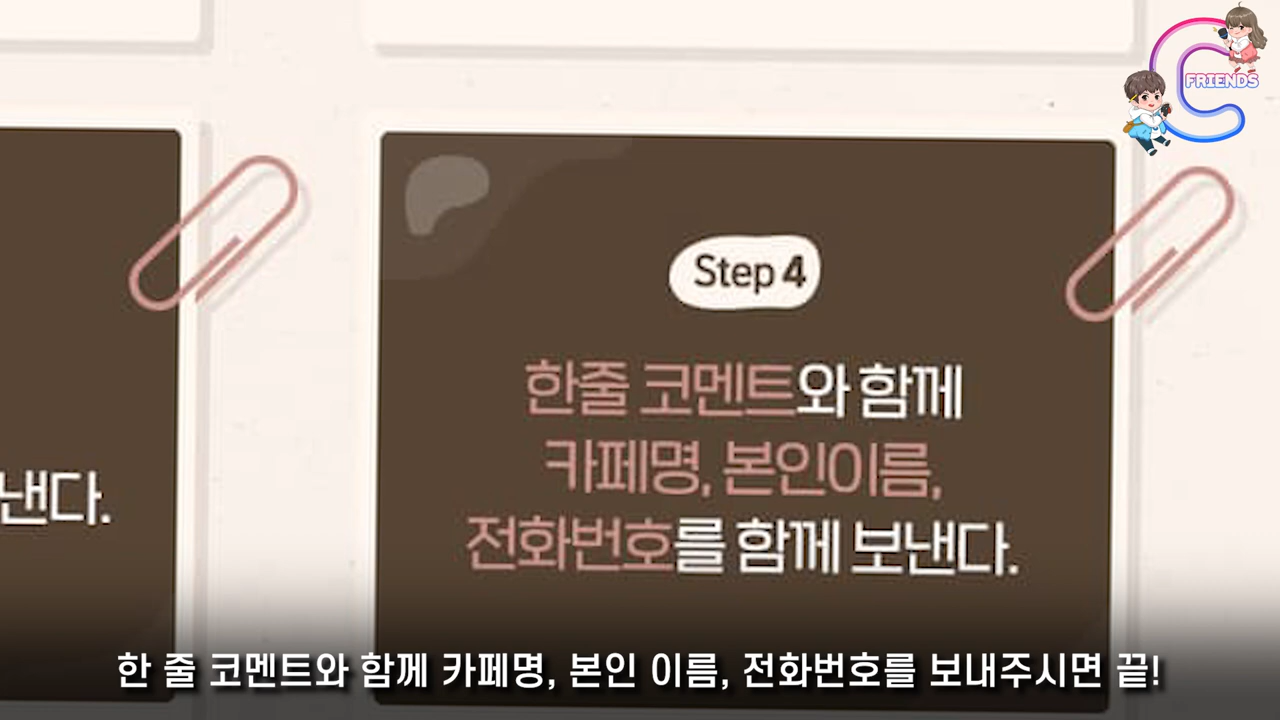 FRIENDS
Step 4
한줄 코멘트와 함께
카페명, 본인이름,
낸다.
전화번호를 함께 보낸다.
한 줄 코멘트와 함께 카페명, 본인 이름, 전화번호를 보내주시면 끝!